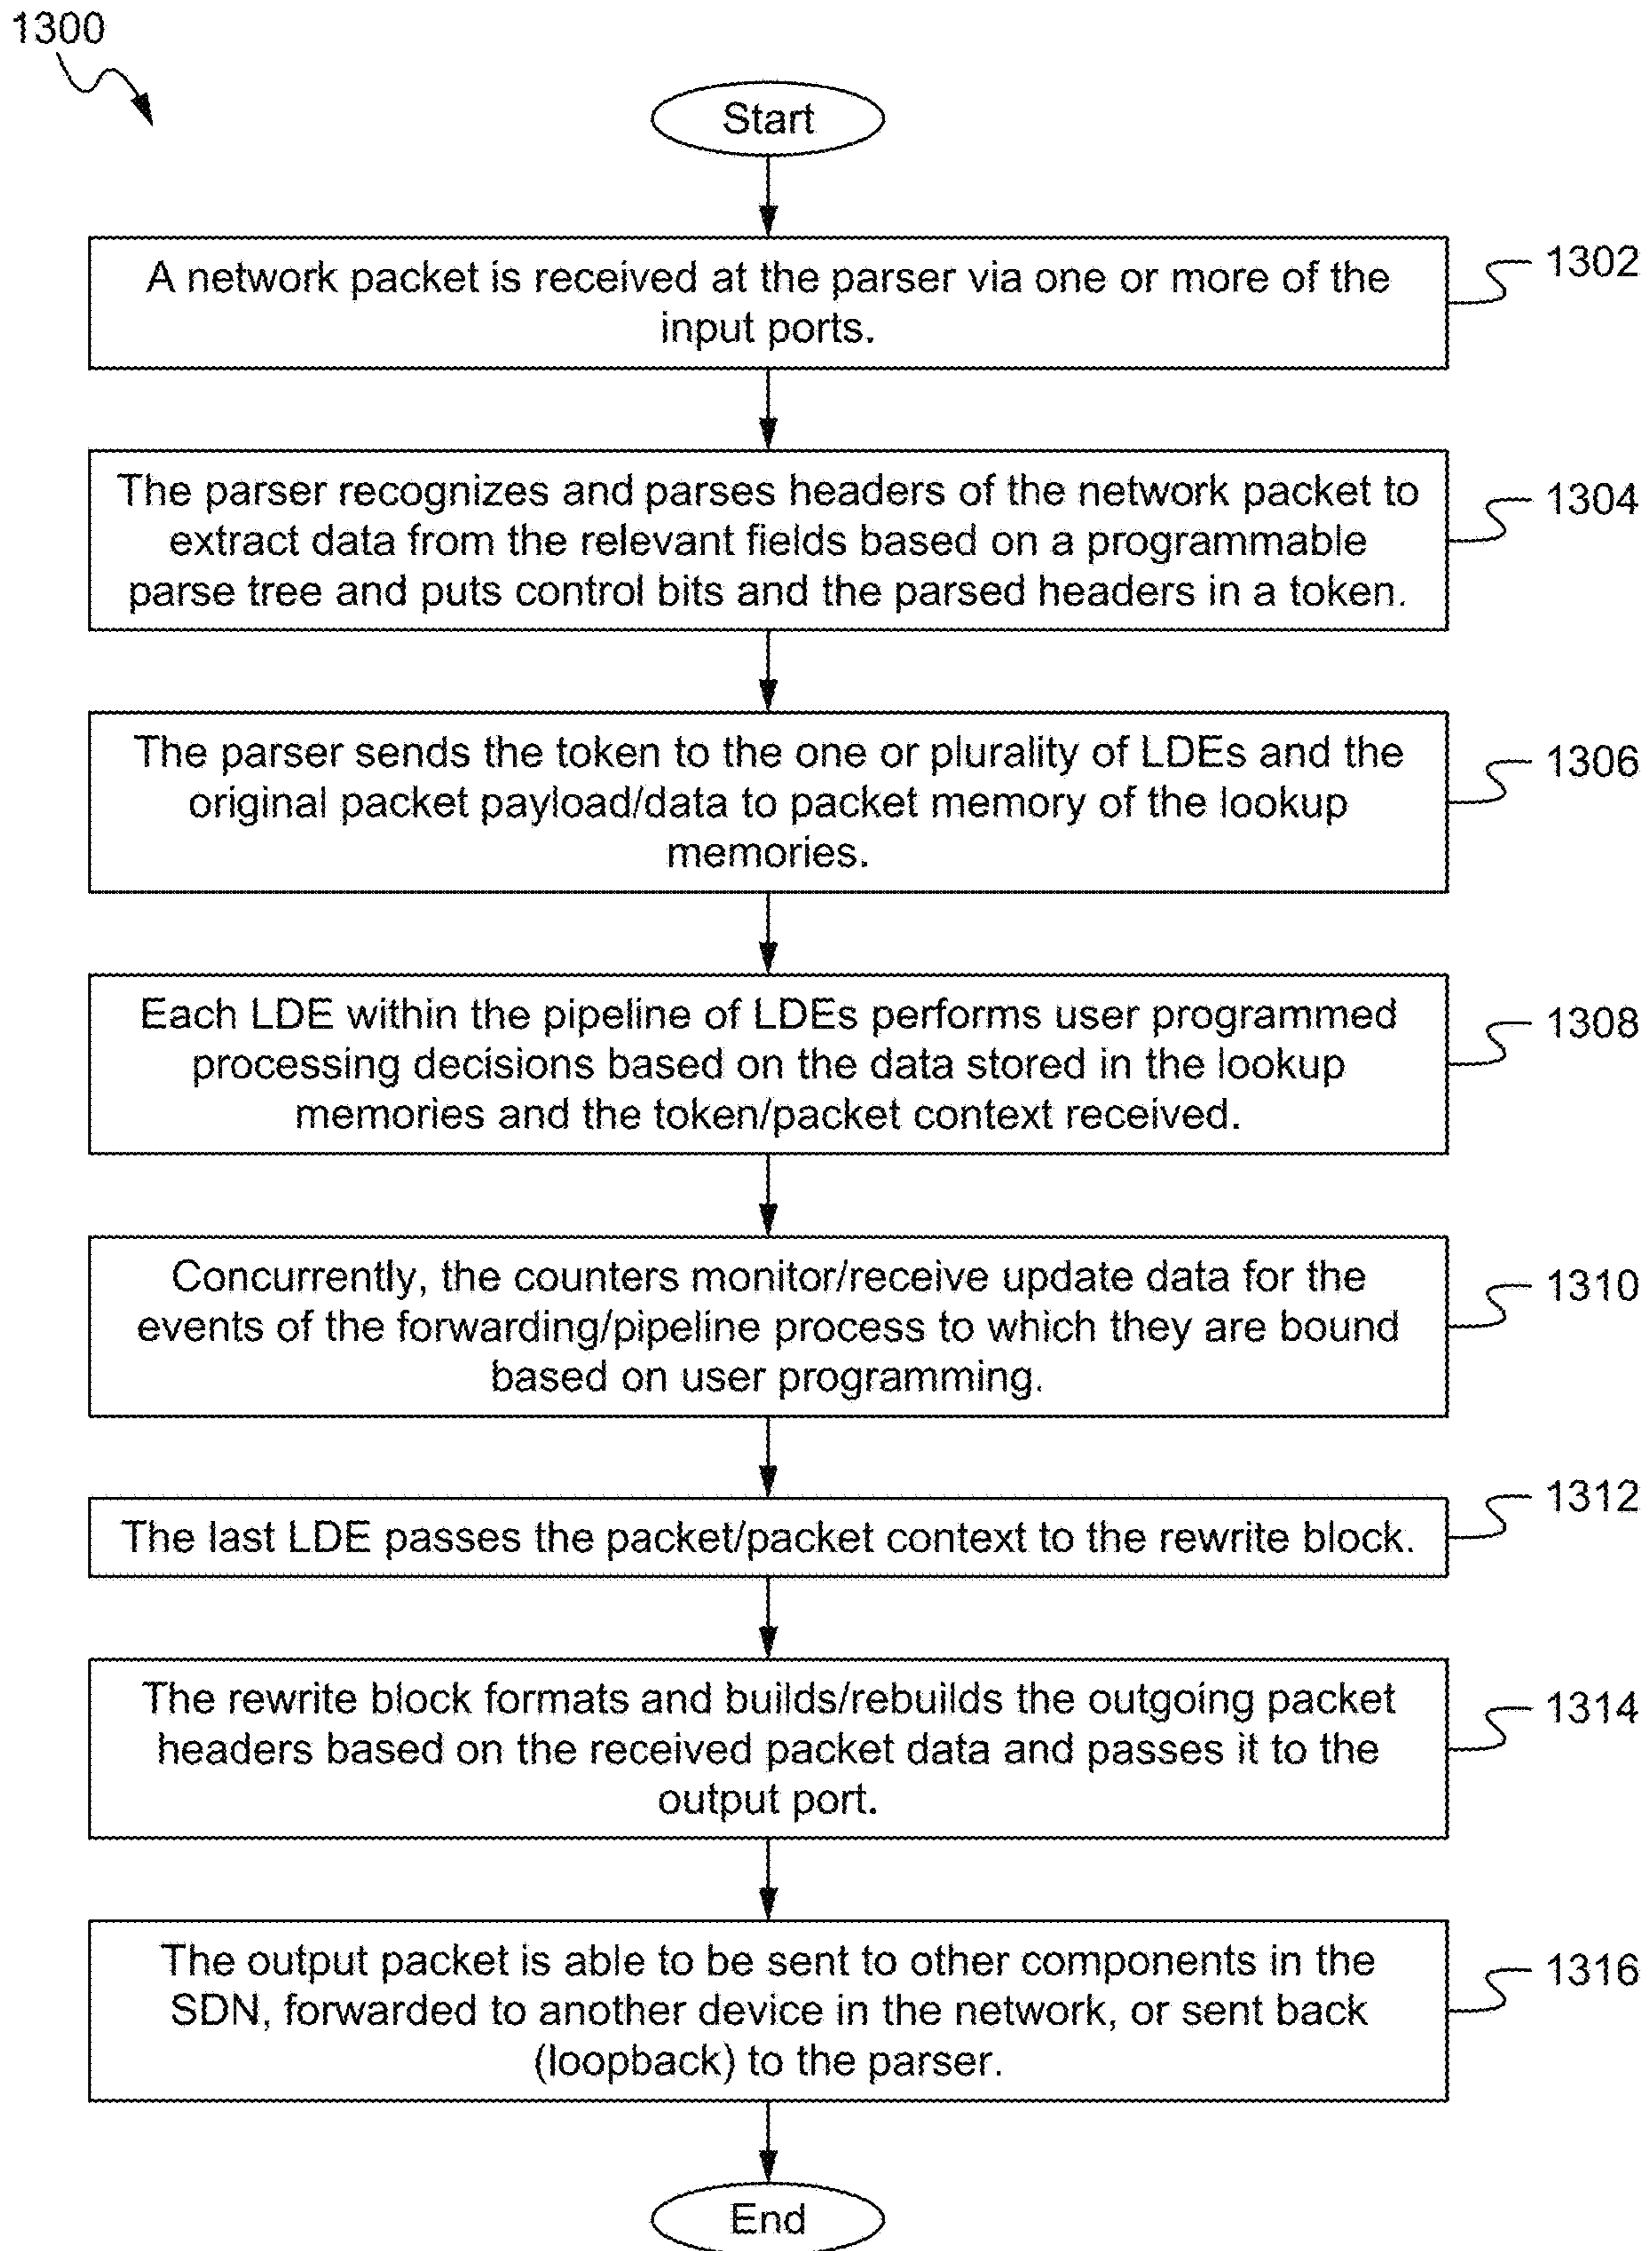 1300
Start
A network packet is received at the parser via one or more of the
input ports.
1302
The parser recognizes and parses headers of the network packet to
extract data from the relevant fields based on a programmable
parse tree and puts control bits and the parsed headers in a token.
1304
The parser sends the token to the one or plurality of LDEs and the
original packet payload/data to packet memory of the lookup
memories.
1306
Each LDE within the pipeline of LDEs performs user programmed
processing decisions based on the data stored in the lookup
memories and the token/packet context received.
1308
Concurrently, the counters monitor/receive update data for the
events of the forwarding/pipeline process to which they are bound
based on user programming.
1310
The last LDE passes the packet/packet context to the rewrite block.
1312
The rewrite block formats and builds/rebuilds the outgoing packet
headers based on the received packet data and passes it to the
output port.
1314
The output packet is able to be sent to other components in the
SDN, forwarded to another device in the network, or sent back
(loopback) to the parser.
1316
End